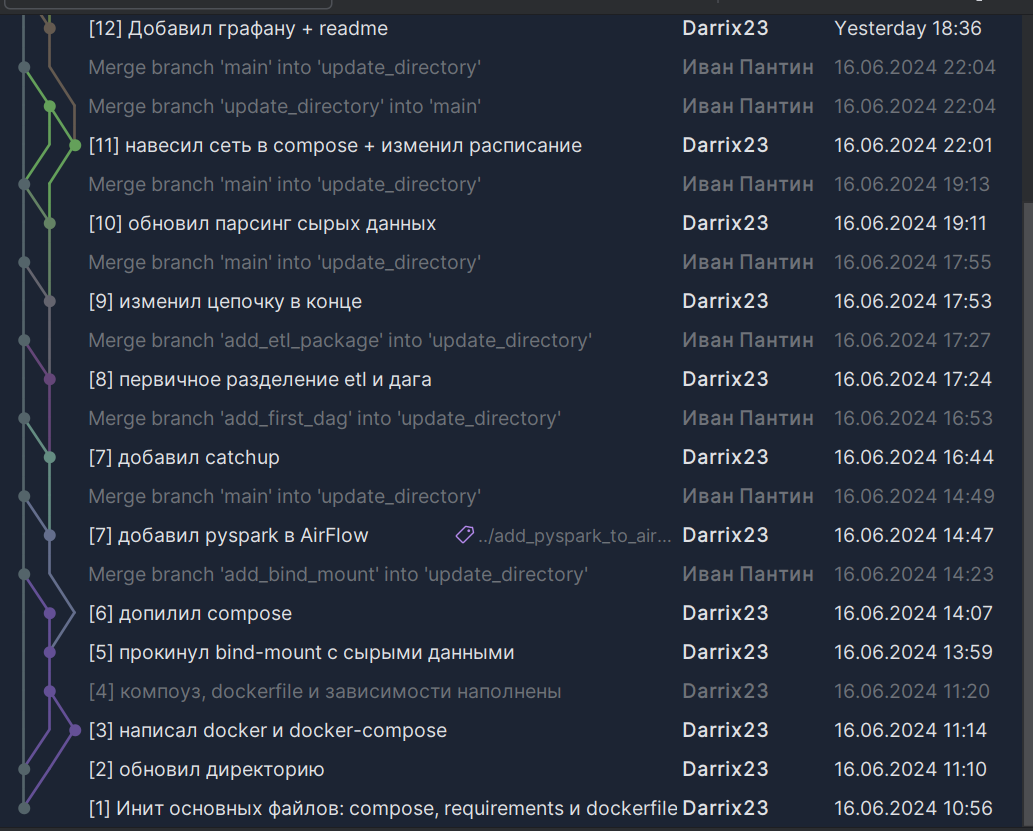 [12] Добавил графану + readme Darrix23 Yesterday 18:36
Merge branch 'main' into 'update_directory' Иван Пантин 16.06.2024 22:04
Merge branch 'update_directory' into 'main' Иван Пантин 16.06.2024 22:04
[11] навесил сеть в compose + изменил расписание Darrix23 16.06.2024 22:01
Merge branch 'main' into 'update_directory' Иван Пантин 16.06.2024 19:13
[10] обновил парсинг сырых данных Darrix23 16.06.2024 19:11
Merge branch 'main' into 'update_directory' Иван Пантин 16.06.2024 17:55
[9] изменил цепочку в конце Darrix23 16.06.2024 17:53
Merge branch 'add_etl_package' into 'update_directory' Иван Пантин 16.06.2024 17:27
[8] первичное разделение etl и дага Darrix23 16.06.2024 17:24
Merge branch 'add_first_dag' into 'update_directory' Иван Пантин 16.06.2024 16:53
[7] добавил catchup Darrix23 16.06.2024 16:44
Merge branch 'main' into 'update_directory' Иван Пантин 16.06.2024 14:49
[7] добавил pyspark в AirFlow ../add_pyspark_to_air... Darrix23 16.06.2024 14:47
Merge branch 'add_bind_mount' into 'update_directory' Иван Пантин 16.06.2024 14:23
[6] допилил compose Darrix23 16.06.2024 14:07
[5] прокинул bind-mount с сырыми данными Darrix23 16.06.2024 13:59
[4] компоуз, dockerfile и зависимости наполнены Darrix23 16.06.2024 11:20
[3] написал docker и docker-compose Darrix23 16.06.2024 11:14
[2] обновил директорию Darrix23 16.06.2024 11:10
[1] Инит основных файлов: compose, requirements и dockerfile Darrix23 16.06.2024 10:56